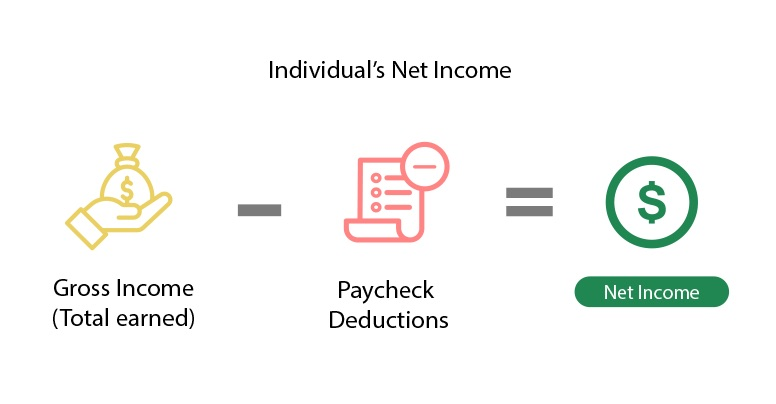 Individual’s Net Income
$
$
Gross Income
(Total earned)
Paycheck
Deductions
Net Income